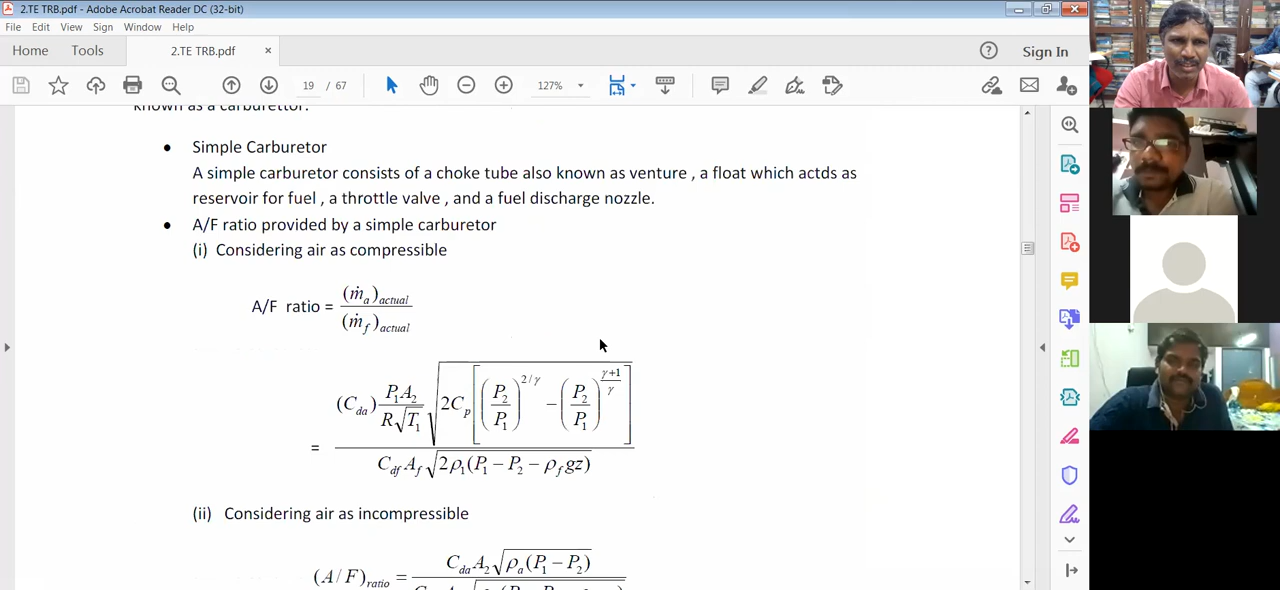 2.TE TRB.pdf - Adobe Acrobat Reader DC (32-bit)
File Edit View Sign Window Help
Home Tools 2.TE TRB.pdf × Sign In
19 / 67 127%
known as a carburettor.
• Simple Carburetor
A simple carburetor consists of a choke tube also known as venture , a float which actds as
reservoir for fuel , a throttle valve , and a fuel discharge nozzle.
• A/F ratio provided by a simple carburetor
(i) Considering air as compressible
A/F ratio = (ṁₐ)actual / (ṁf)actual
= (Cda) P₁A₂/(R√T₁) √(2Cp[(P₂/P₁)^(2/γ) − (P₂/P₁)^((γ+1)/γ)]) / Cdf Af √(2ρ₁(P₁ − P₂ − ρf gz))
(ii) Considering air as incompressible
(A/F)ratio = Cda A₂ √(ρa(P₁ − P₂))